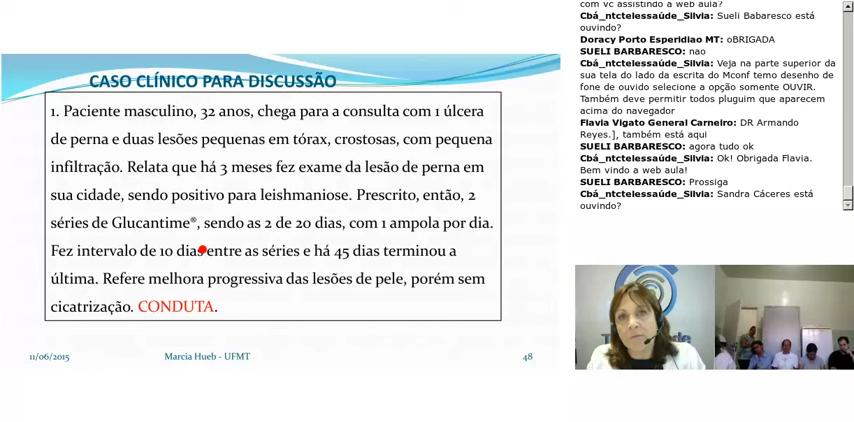 CASO CLÍNICO PARA DISCUSSÃO
1. Paciente masculino, 32 anos, chega para a consulta com 1 úlcera
de perna e duas lesões pequenas em tórax, crostosas, com pequena
infiltração. Relata que há 3 meses fez exame da lesão de perna em
sua cidade, sendo positivo para leishmaniose. Prescrito, então, 2
séries de Glucantime®, sendo as 2 de 20 dias, com 1 ampola por dia.
Fez intervalo de 10 dias entre as séries e há 45 dias terminou a
última. Refere melhora progressiva das lesões de pele, porém sem
cicatrização. CONDUTA.
11/06/2015
Marcia Hueb - UFMT
48
com vc assistindo a web aula?
Cbá_ntctelessaúde_Silvia: Sueli Babaresco está
ouvindo?
Doracy Porto Esperidiao MT: oBRIGADA
SUELI BARBARESCO: nao
Cbá_ntctelessaúde_Silvia: Veja na parte superior da
sua tela do lado da escrita do Mconf temo desenho de
fone de ouvido selecione a opção somente OUVIR.
Também deve permitir todos pluguim que aparecem
acima do navegador
Flavia Vigato General Carneiro: DR Armando
Reyes.], também está aqui
SUELI BARBARESCO: agora tudo ok
Cbá_ntctelessaúde_Silvia: Ok! Obrigada Flavia.
Bem vindo a web aula!
SUELI BARBARESCO: Prossiga
Cbá_ntctelessaúde_Silvia: Sandra Cáceres está
ouvindo?